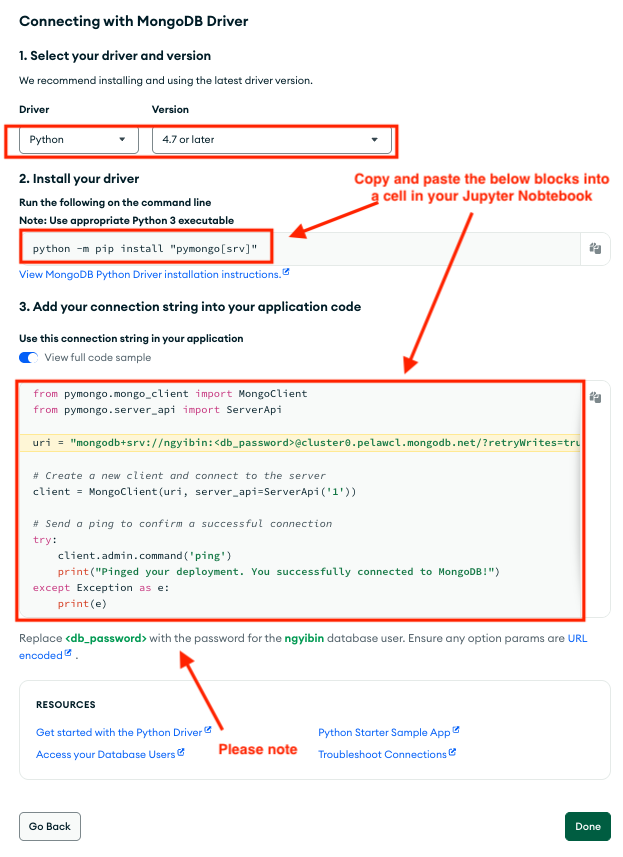 Connecting with MongoDB Driver
1. Select your driver and version
We recommend installing and using the latest driver version.
Driver
Version
Python
4.7 or later
2. Install your driver
Copy and paste the below blocks into
a cell in your Jupyter Nobtebook
Run the following on the command line
Note: Use appropriate Python 3 executable
python -m pip install "pymongo[srv]"
View MongoDB Python Driver installation instructions.
3. Add your connection string into your application code
Use this connection string in your application
View full code sample
from pymongo.mongo_client import MongoClient
from pymongo.server_api import ServerApi
uri = "mongodb+srv://ngyibin:<db_password>@cluster0.pelawcl.mongodb.net/?retryWrites=tru
# Create a new client and connect to the server
client = MongoClient(uri, server_api=ServerApi('1'))
# Send a ping to confirm a successful connection
try:
    client.admin.command('ping')
    print("Pinged your deployment. You successfully connected to MongoDB!")
except Exception as e:
    print(e)
Replace <db_password> with the password for the ngyibin database user. Ensure any option params are URL
encoded .
Please note
RESOURCES
Get started with the Python Driver
Python Starter Sample App
Access your Database Users
Troubleshoot Connections
Go Back
Done